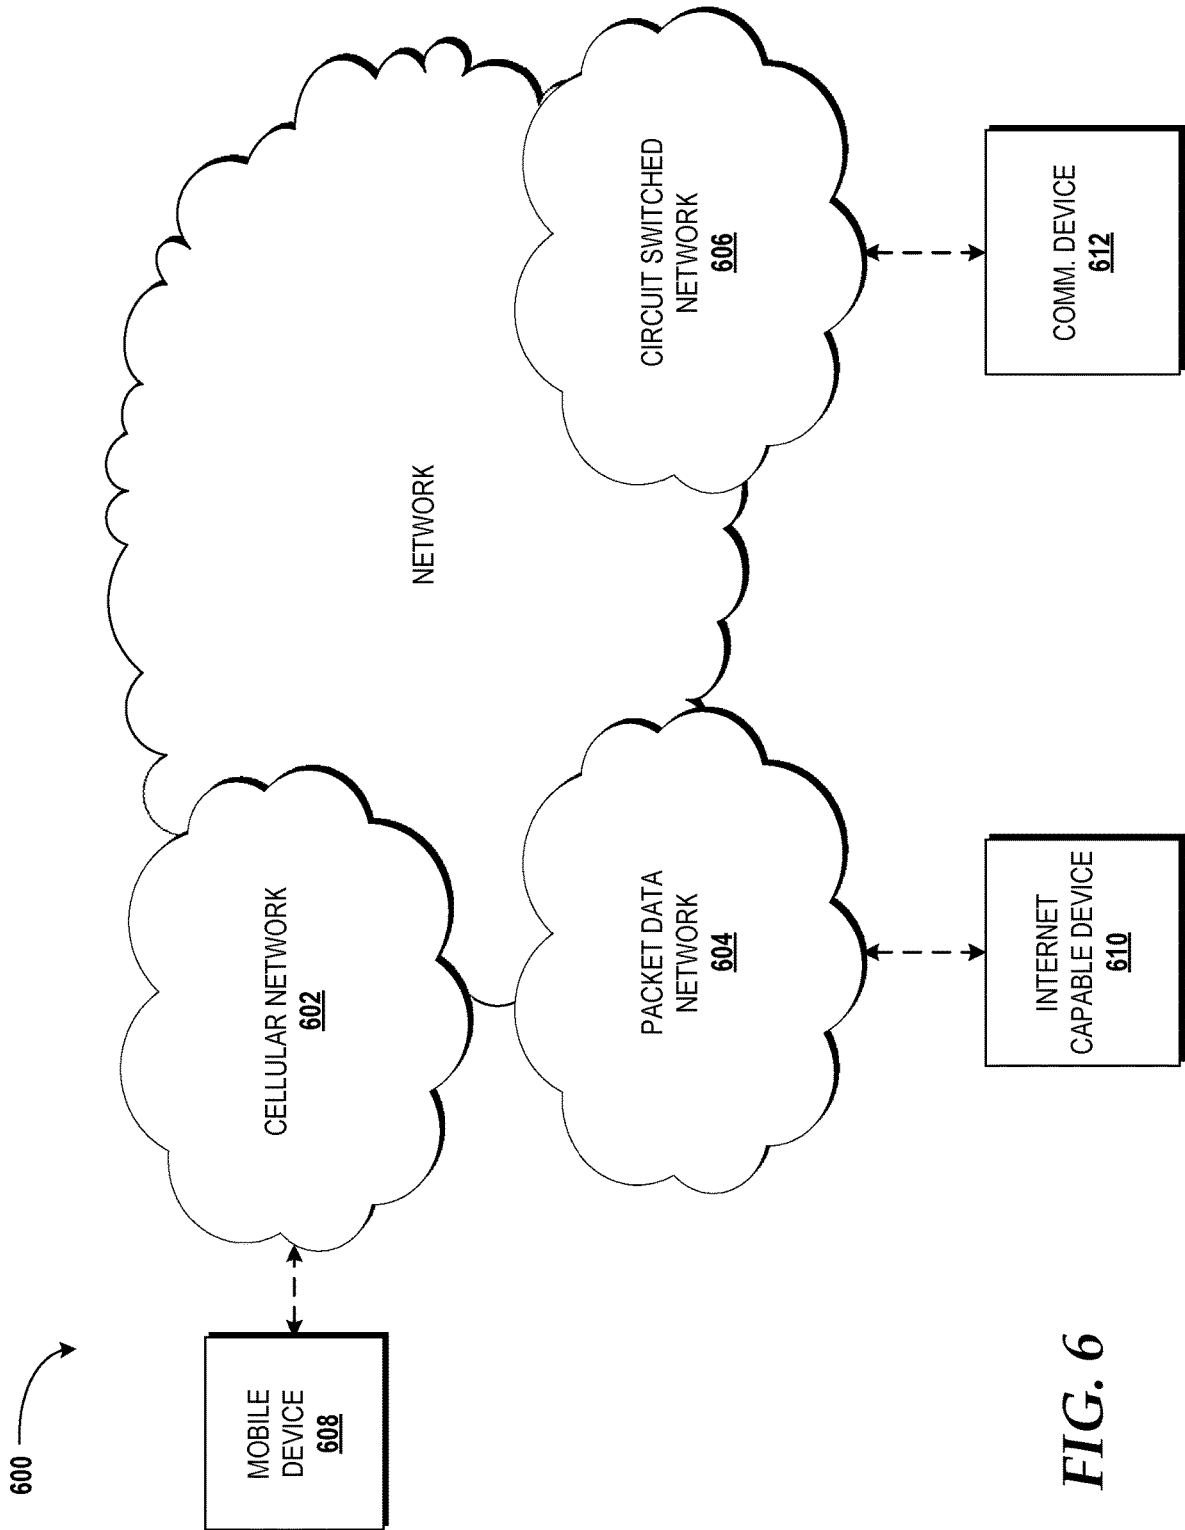 600
MOBILE
DEVICE
608
CELLULAR NETWORK
602
NETWORK
PACKET DATA
NETWORK
604
CIRCUIT SWITCHED
NETWORK
606
INTERNET
CAPABLE DEVICE
610
COMM. DEVICE
612
FIG. 6